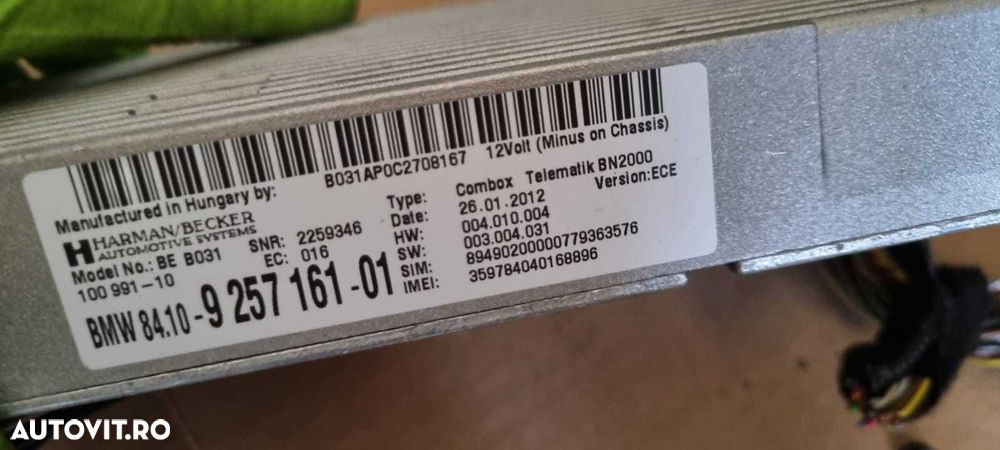 B031AP0C2708167 12Volt (Minus on Chassis)
Manufactured in Hungary by:
HARMAN/BECKER
AUTOMOTIVE SYSTEMS
Model No.: BE B031
100 991-10
SNR: 2259346
EC: 016
Type: Combox Telematik BN2000
Date: 26.01.2012 Version:ECE
HW: 004.010.004
SW: 003.004.031
SIM: 89490200000779363576
IMEI: 359784040168896
BMW 84.10-9 257 161-01
AUTOVIT.RO